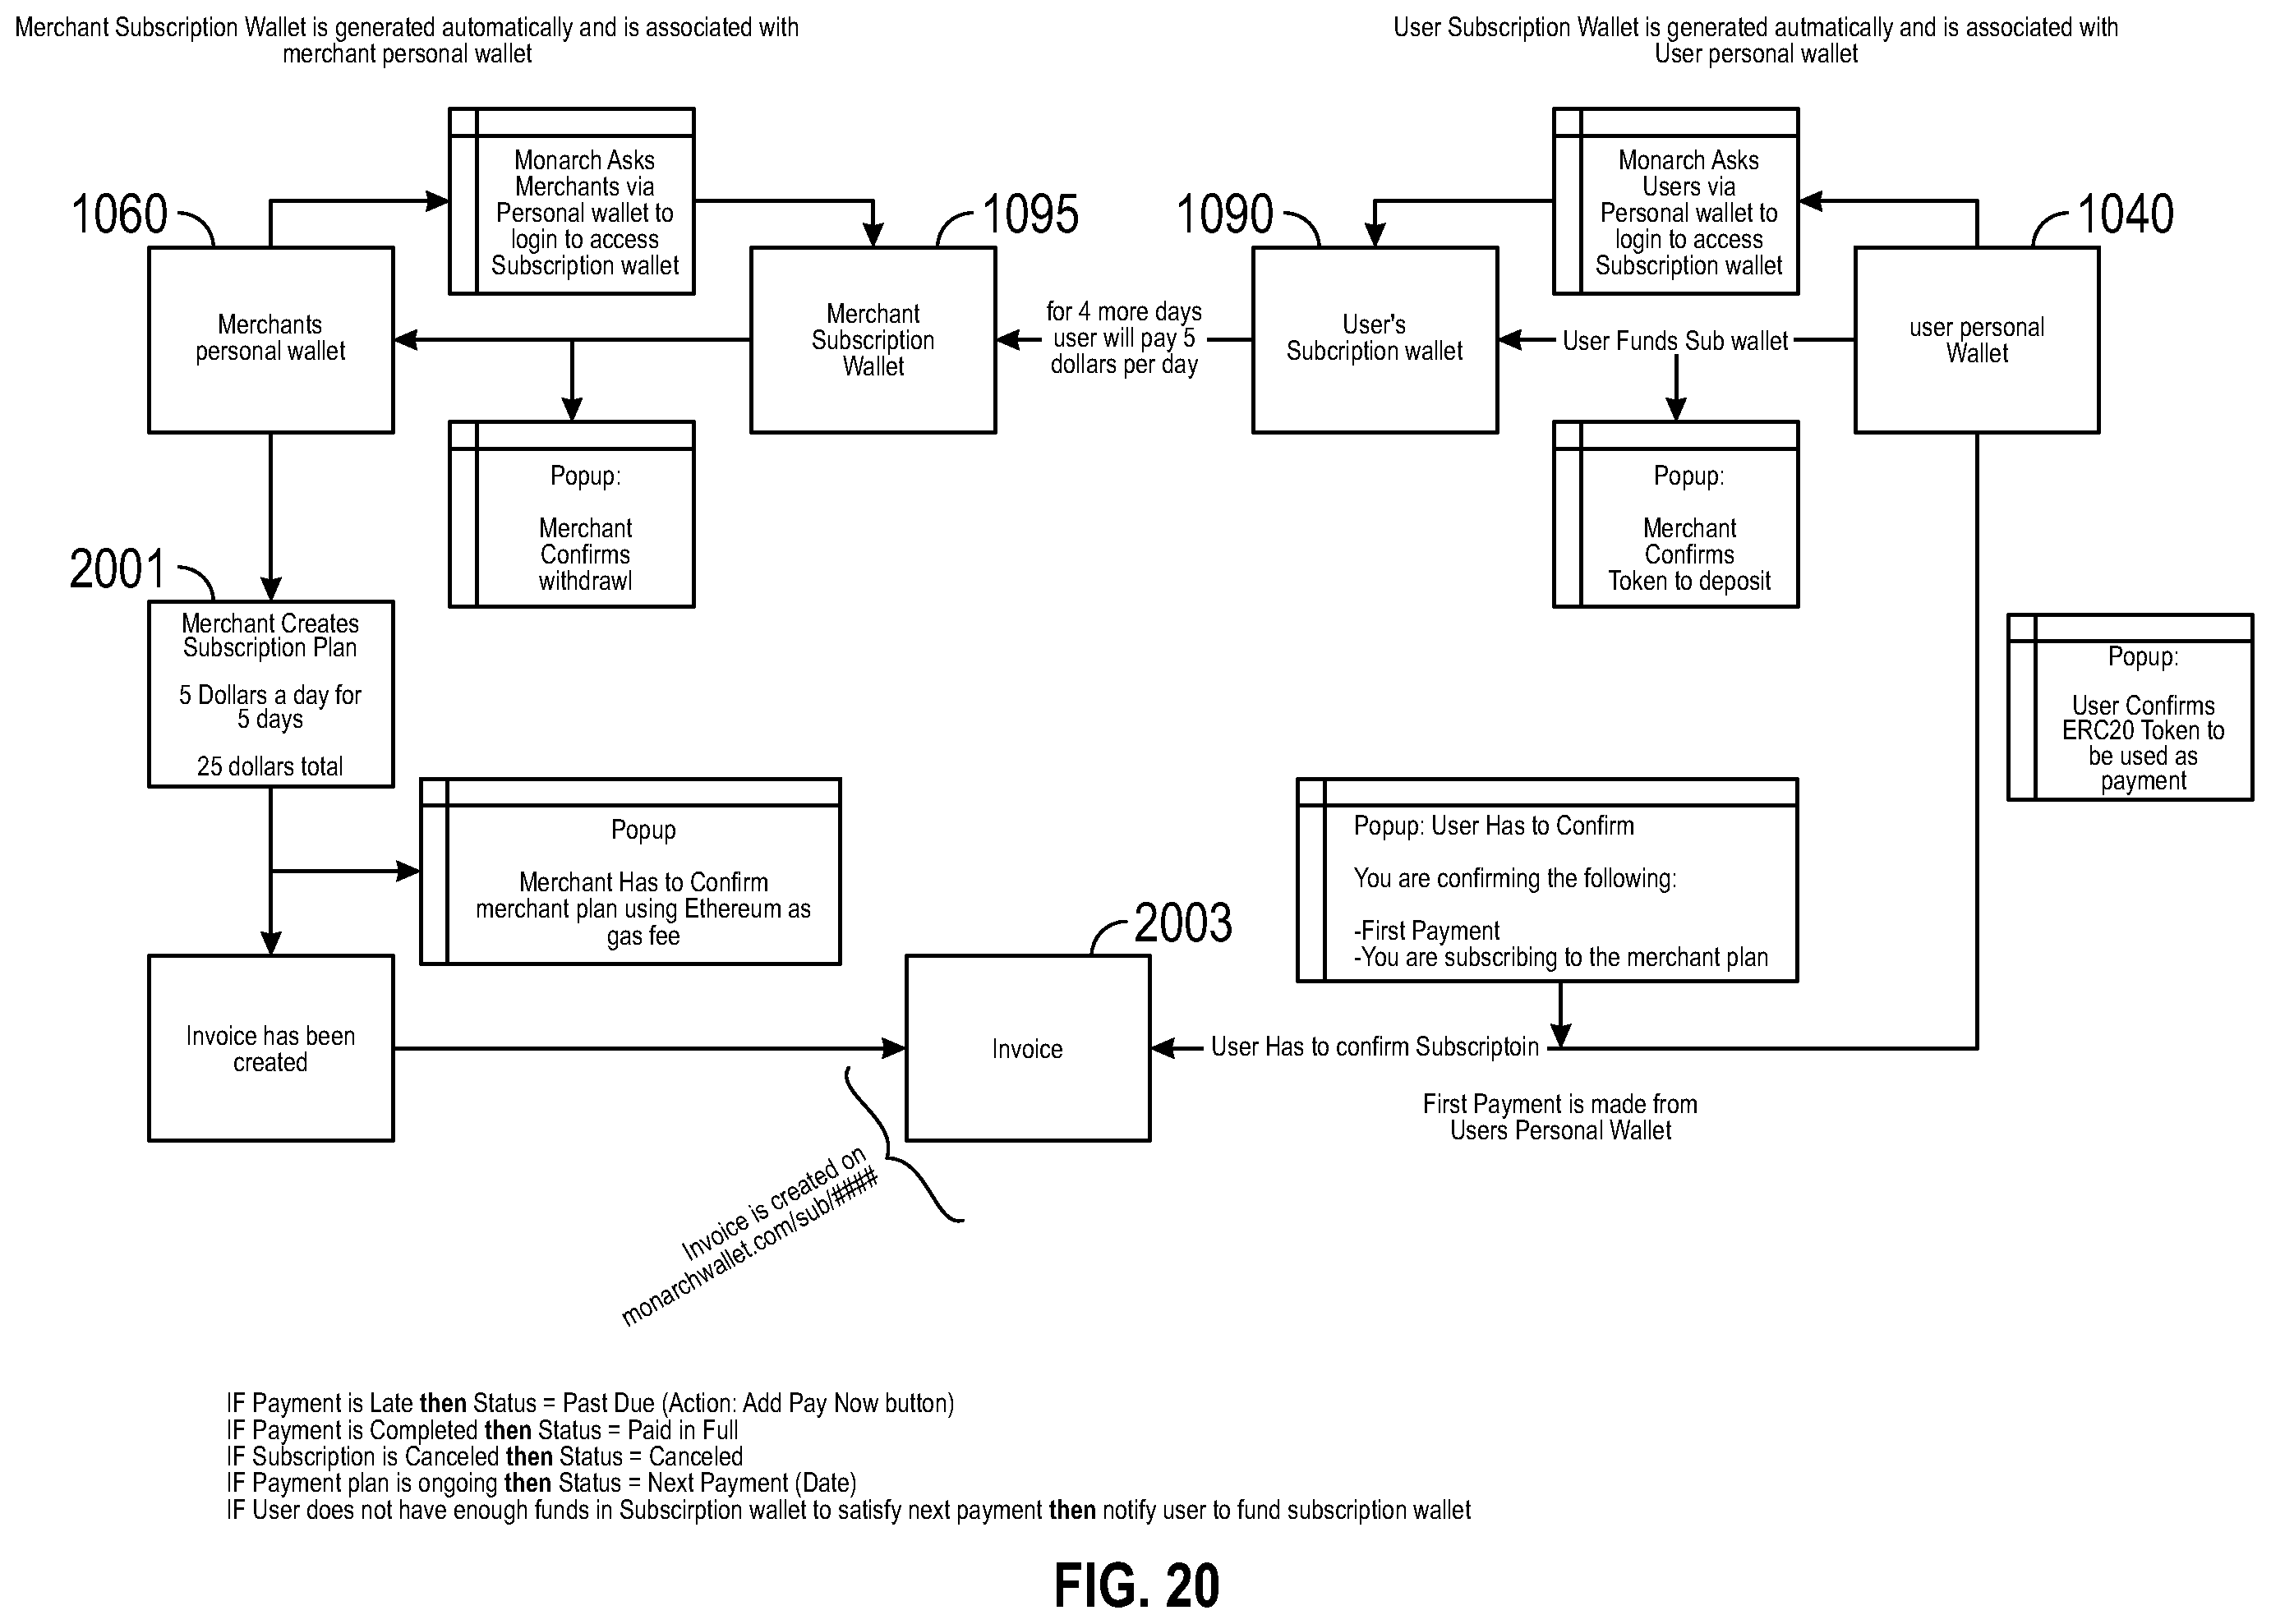 Merchant Subscription Wallet is generated automatically and is associated with
merchant personal wallet
User Subscription Wallet is generated autmatically and is associated with
User personal wallet
Monarch Asks
Merchants via
Personal wallet to
login to access
Subscription wallet
Monarch Asks
Users via
Personal wallet to
login to access
Subscription wallet
1060
1095
1090
1040
Merchants
personal wallet
Merchant
Subscription
Wallet
for 4 more days
user will pay 5
dollars per day
User's
Subcription wallet
User Funds Sub wallet
user personal
Wallet
Popup:
Merchant
Confirms
withdrawl
Popup:
Merchant
Confirms
Token to deposit
2001
Merchant Creates
Subscription Plan
5 Dollars a day for
5 days
25 dollars total
Popup:
User Confirms
ERC20 Token to
be used as
payment
Popup
Merchant Has to Confirm
merchant plan using Ethereum as
gas fee
Popup: User Has to Confirm
You are confirming the following:
-First Payment
-You are subscribing to the merchant plan
2003
Invoice has been
created
Invoice
User Has to confirm Subscriptoin
First Payment is made from
Users Personal Wallet
Invoice is created on
monarchwallet.com/sub/####
IF Payment is Late then Status = Past Due (Action: Add Pay Now button)
IF Payment is Completed then Status = Paid in Full
IF Subscription is Canceled then Status = Canceled
IF Payment plan is ongoing then Status = Next Payment (Date)
IF User does not have enough funds in Subscirption wallet to satisfy next payment then notify user to fund subscription wallet
FIG. 20